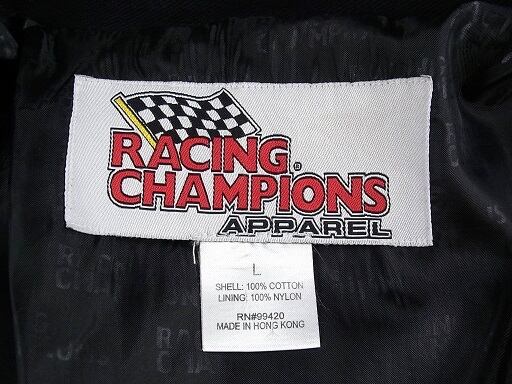 RACING®
CHAMPIONS
APPAREL
L
SHELL: 100% COTTON
LINING: 100% NYLON
RN#99420
MADE IN HONG KONG